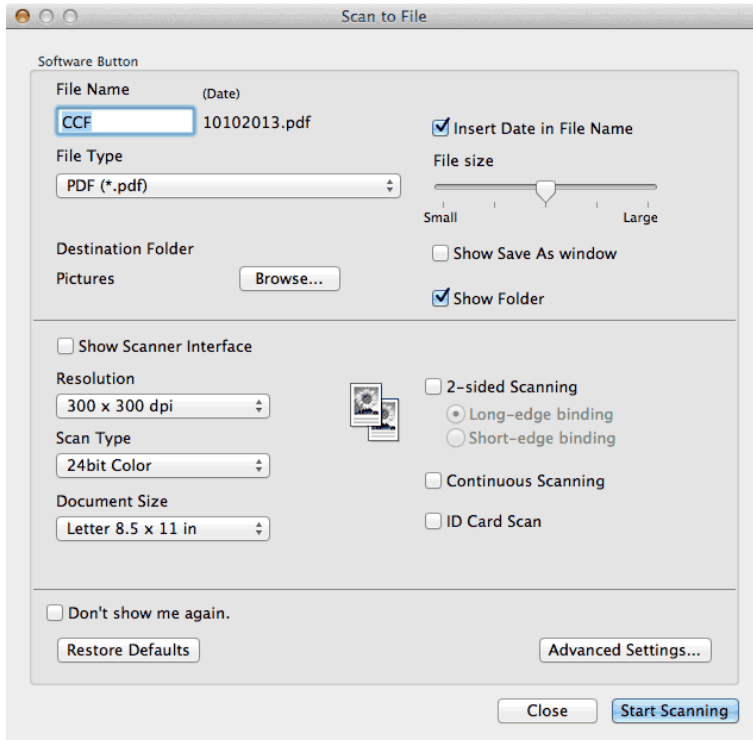 Scan to File
Software Button
File Name (Date)
CCF 10102013.pdf
Insert Date in File Name
File Type
File size
PDF (*.pdf)
Small Large
Destination Folder
Show Save As window
Pictures Browse...
Show Folder
Show Scanner Interface
Resolution
2-sided Scanning
300 x 300 dpi
Long-edge binding
Scan Type
Short-edge binding
24bit Color
Continuous Scanning
Document Size
Letter 8.5 x 11 in
ID Card Scan
Don't show me again.
Restore Defaults Advanced Settings...
Close Start Scanning